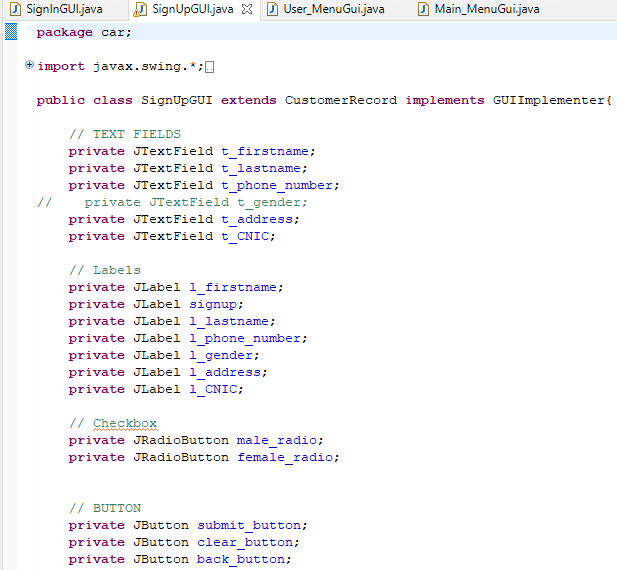 SignInGUI.java SignUpGUI.java User_MenuGui.java Main_MenuGui.java
package car;
import javax.swing.*;
public class SignUpGUI extends CustomerRecord implements GUIImplementer{
// TEXT FIELDS
private JTextField t_firstname;
private JTextField t_lastname;
private JTextField t_phone_number;
//    private JTextField t_gender;
private JTextField t_address;
private JTextField t_CNIC;
// Labels
private JLabel l_firstname;
private JLabel signup;
private JLabel l_lastname;
private JLabel l_phone_number;
private JLabel l_gender;
private JLabel l_address;
private JLabel l_CNIC;
// Checkbox
private JRadioButton male_radio;
private JRadioButton female_radio;
// BUTTON
private JButton submit_button;
private JButton clear_button;
private JButton back_button;